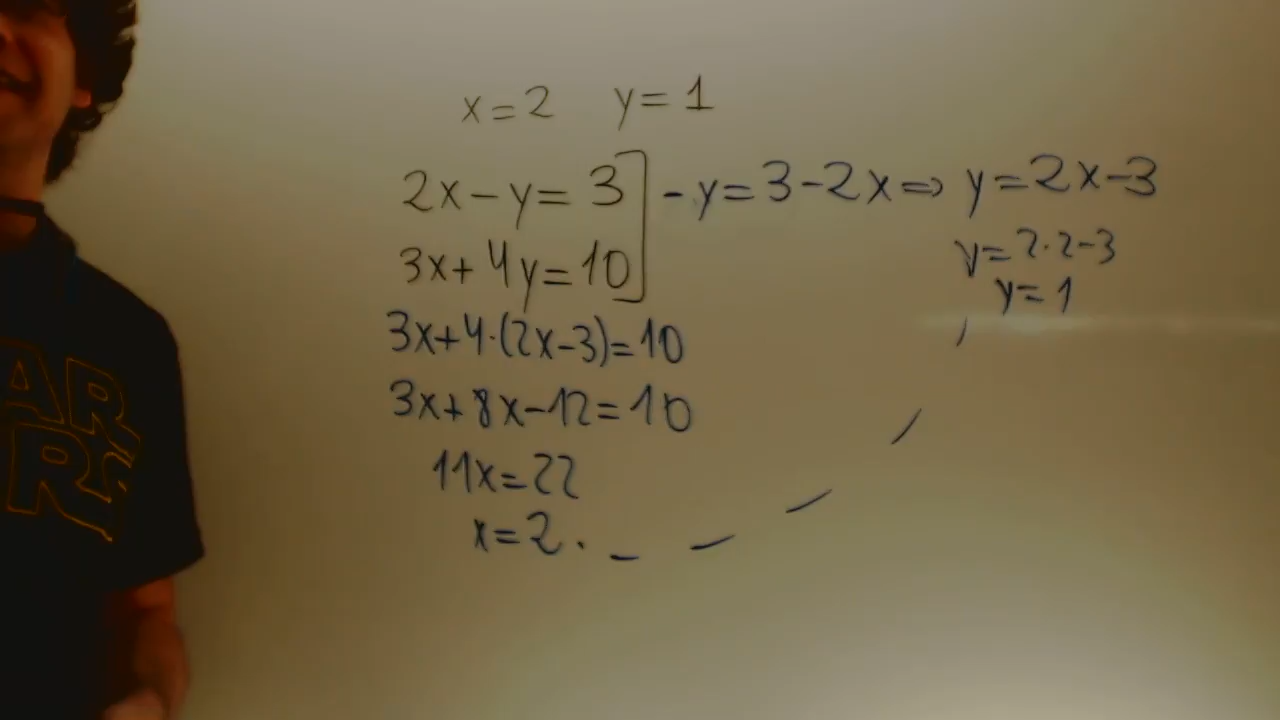 x=2 y=1
2x-y=3] -y=3-2x⇒ y=2x-3
3x+4y=10]
y=2·2-3
y=1
3x+4·(2x-3)=10
3x+8x-12=10
11x=22
x=2.
AR
R